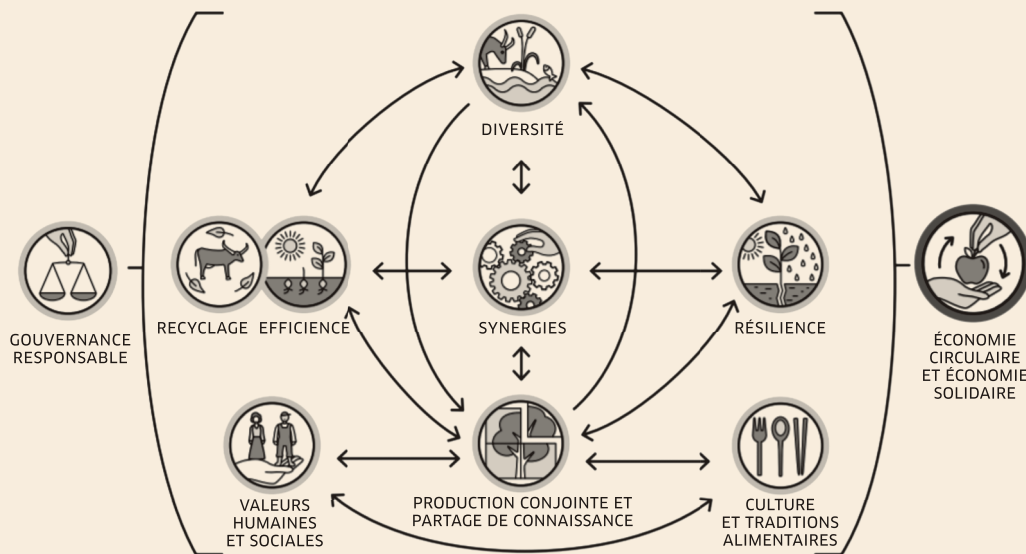 DIVERSITÉ
GOUVERNANCE
RESPONSABLE
RECYCLAGE
EFFICIENCE
SYNERGIES
RÉSILIENCE
ÉCONOMIE
CIRCULAIRE
ET ÉCONOMIE
SOLIDAIRE
VALEURS
HUMAINES
ET SOCIALES
PRODUCTION CONJOINTE ET
PARTAGE DE CONNAISSANCE
CULTURE
ET TRADITIONS
ALIMENTAIRES